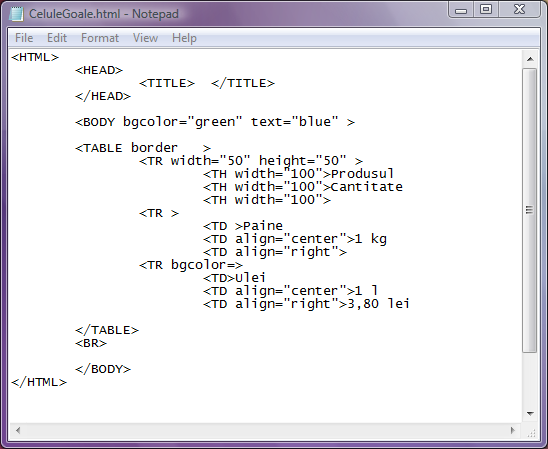 CeluleGoale.html - Notepad
File Edit Format View Help
<HTML>
<HEAD>
<TITLE>  </TITLE>
</HEAD>
<BODY bgcolor="green" text="blue" >
<TABLE border   >
<TR width="50" height="50" >
<TH width="100">Produsul
<TH width="100">Cantitate
<TH width="100">
<TR >
<TD >Paine
<TD align="center">1 kg
<TD align="right">
<TR bgcolor=>
<TD>Ulei
<TD align="center">1 l
<TD align="right">3,80 lei
</TABLE>
<BR>
</BODY>
</HTML>